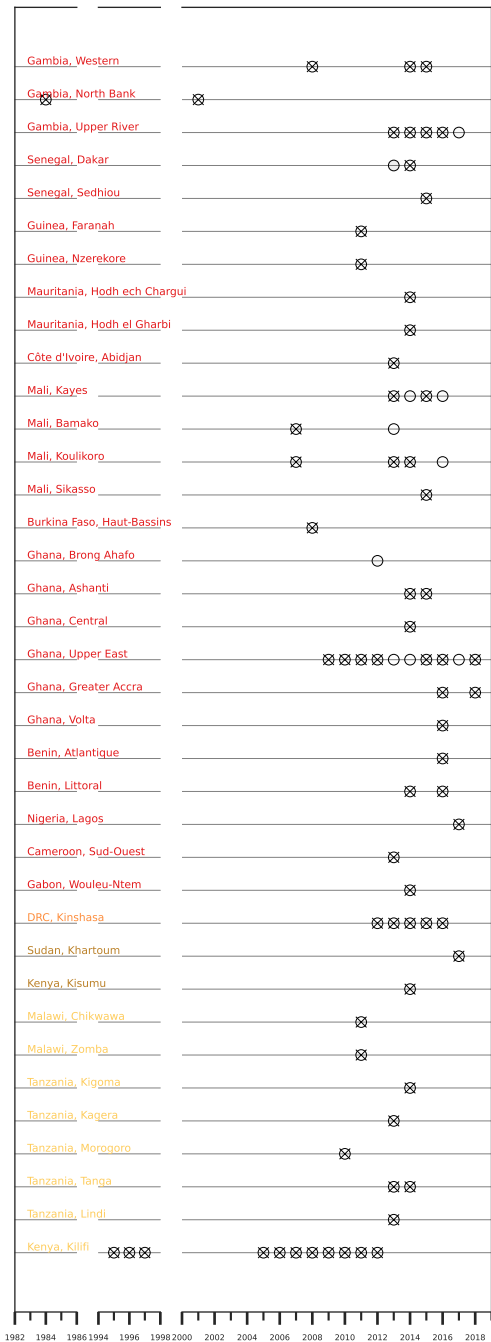 Gambia, Western
Gambia, North Bank
Gambia, Upper River
Senegal, Dakar
Senegal, Sedhiou
Guinea, Faranah
Guinea, Nzerekore
Mauritania, Hodh ech Chargui
Mauritania, Hodh el Gharbi
Côte d'Ivoire, Abidjan
Mali, Kayes
Mali, Bamako
Mali, Koulikoro
Mali, Sikasso
Burkina Faso, Haut-Bassins
Ghana, Brong Ahafo
Ghana, Ashanti
Ghana, Central
Ghana, Upper East
Ghana, Greater Accra
Ghana, Volta
Benin, Atlantique
Benin, Littoral
Nigeria, Lagos
Cameroon, Sud-Ouest
Gabon, Wouleu-Ntem
DRC, Kinshasa
Sudan, Khartoum
Kenya, Kisumu
Malawi, Chikwawa
Malawi, Zomba
Tanzania, Kigoma
Tanzania, Kagera
Tanzania, Morogoro
Tanzania, Tanga
Tanzania, Lindi
Kenya, Kilifi
1982 1984 1986 1994 1996 1998 2000 2002 2004 2006 2008 2010 2012 2014 2016 2018